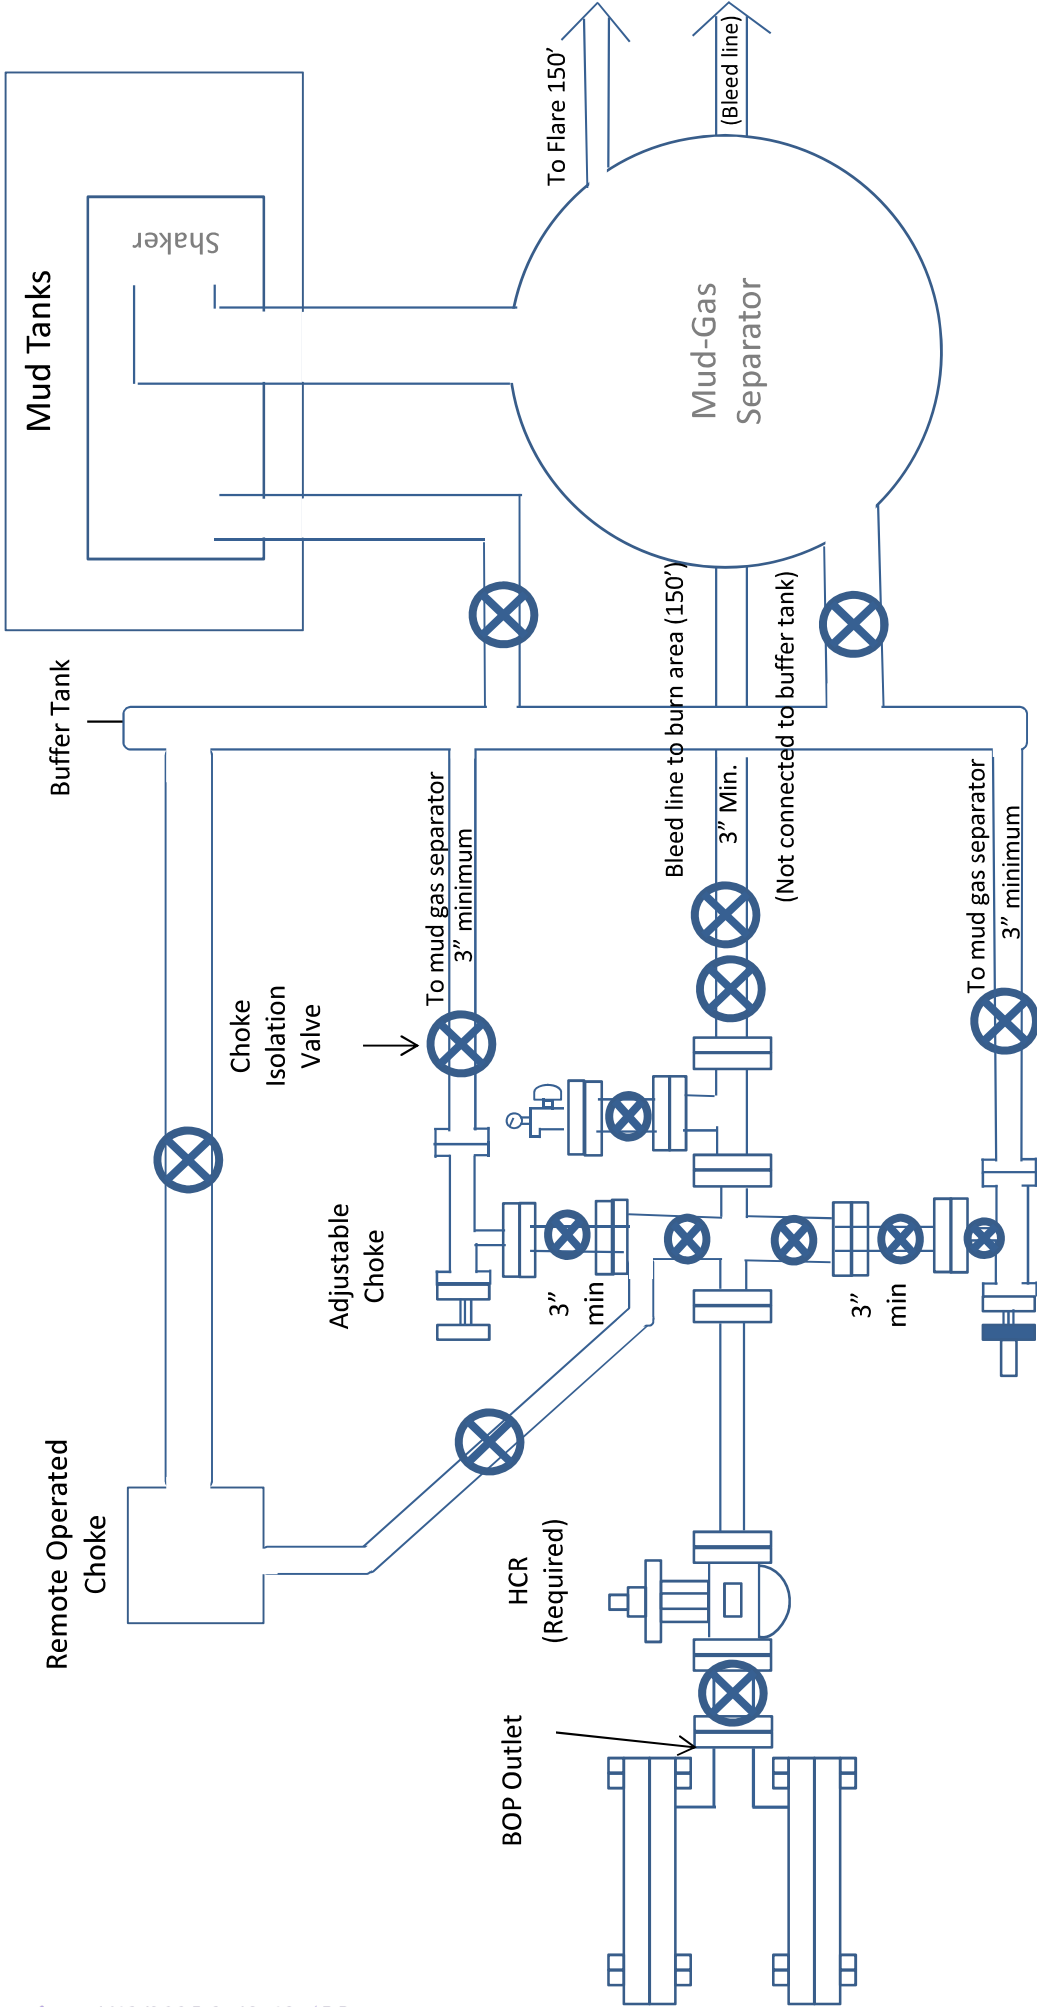 Mud Tanks
Shaker
To Flare 150’
(Bleed line)
Mud-Gas
Separator
Buffer Tank
Bleed line to burn area (150’)
3” Min.
(Not connected to buffer tank)
To mud gas separator
3” minimum
To mud gas separator
3” minimum
Choke
Isolation
Valve
Adjustable
Choke
3”
min
3”
min
Remote Operated
Choke
HCR
(Required)
BOP Outlet